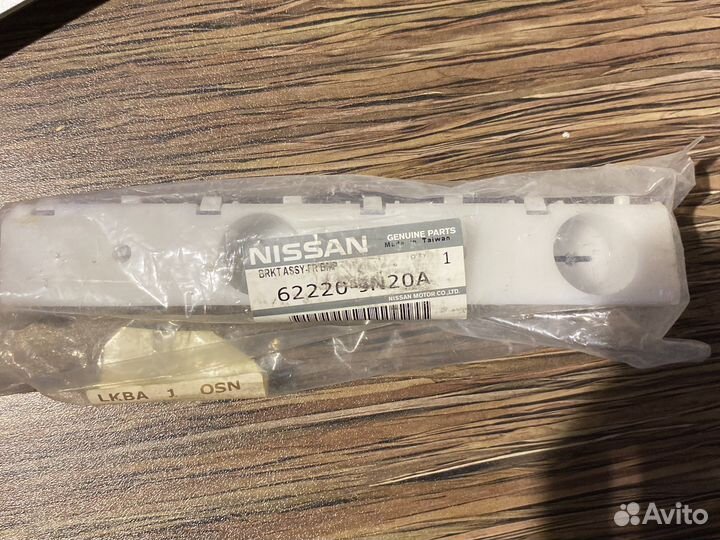 NISSAN
GENUINE PARTS
Made in Taiwan
BRKT ASSY-FR BMP
1
62220-3N20A
NISSAN MOTOR CO.,LTD.
LKBA 1 OSN
Avito